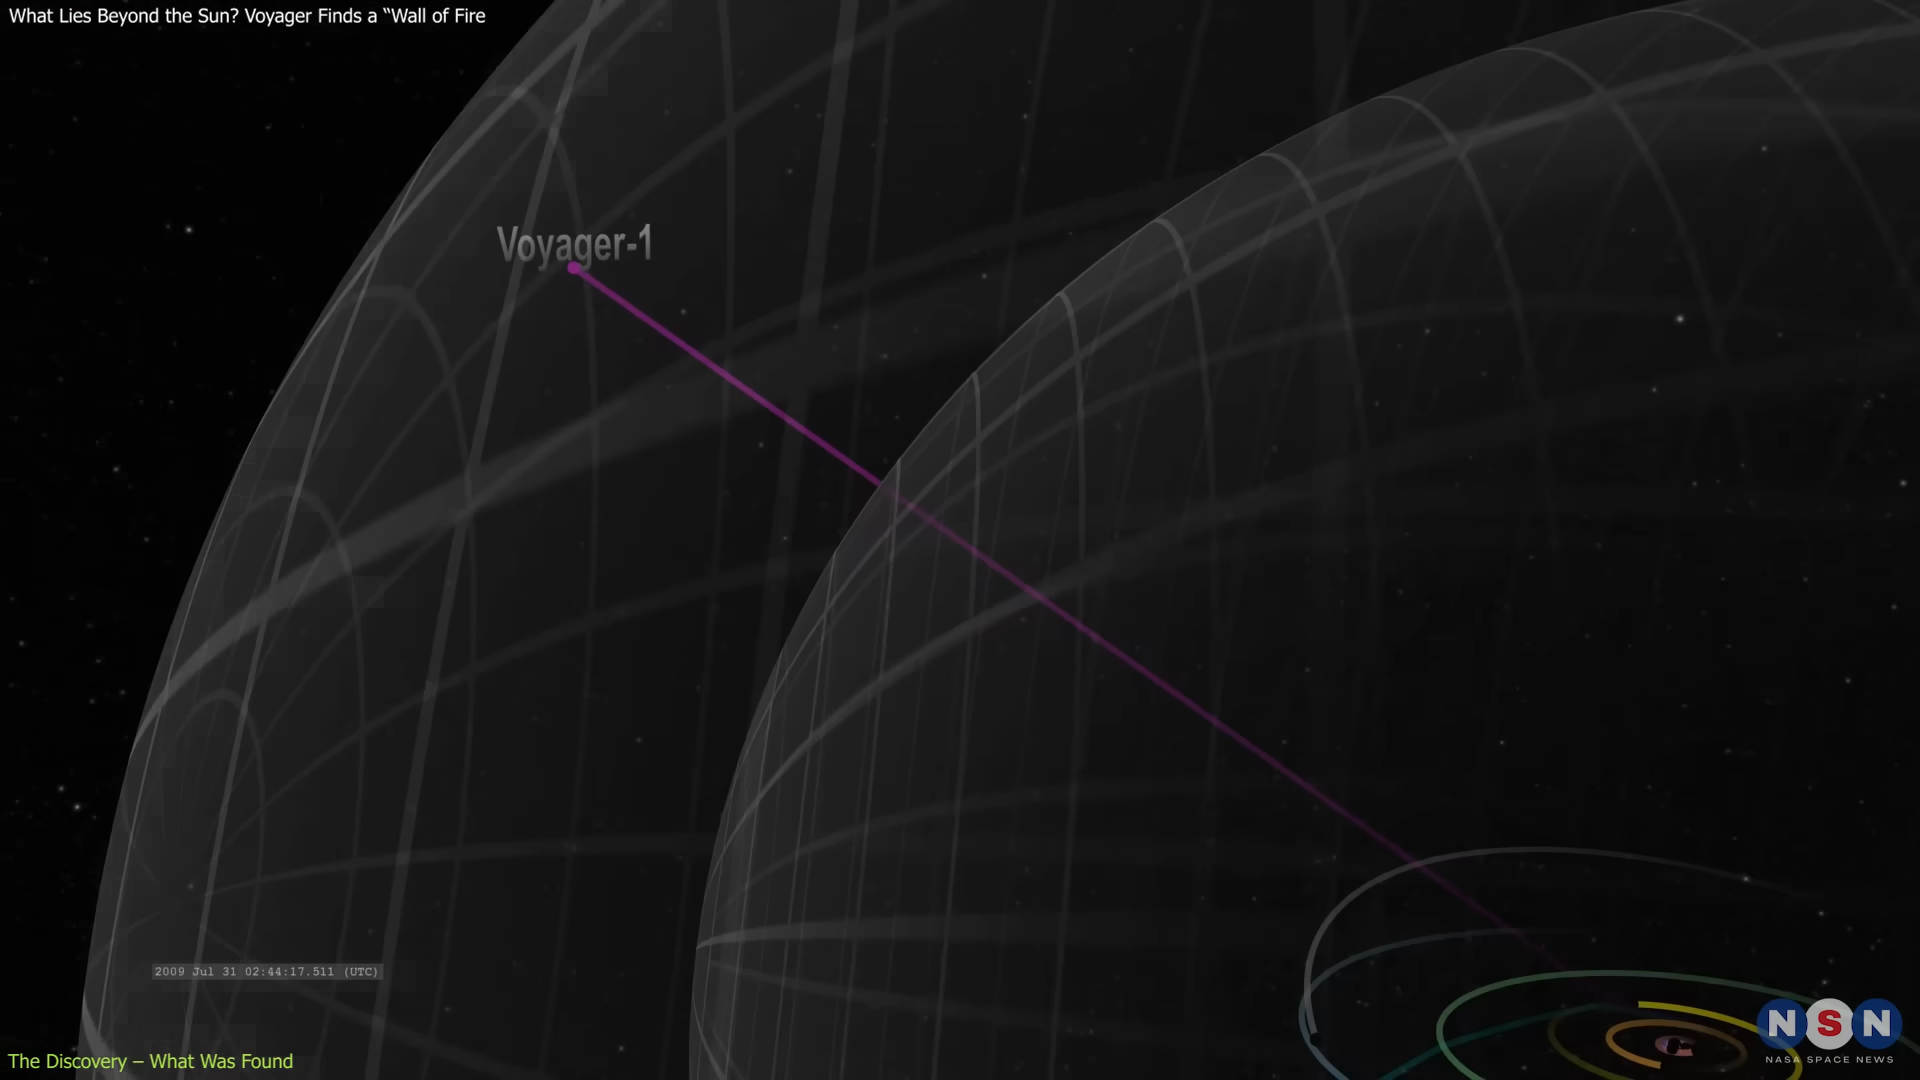 What Lies Beyond the Sun? Voyager Finds a “Wall of Fire
Voyager-1
2009 Jul 31 02:44:17.511 (UTC)
The Discovery – What Was Found
NSN
NASA SPACE NEWS